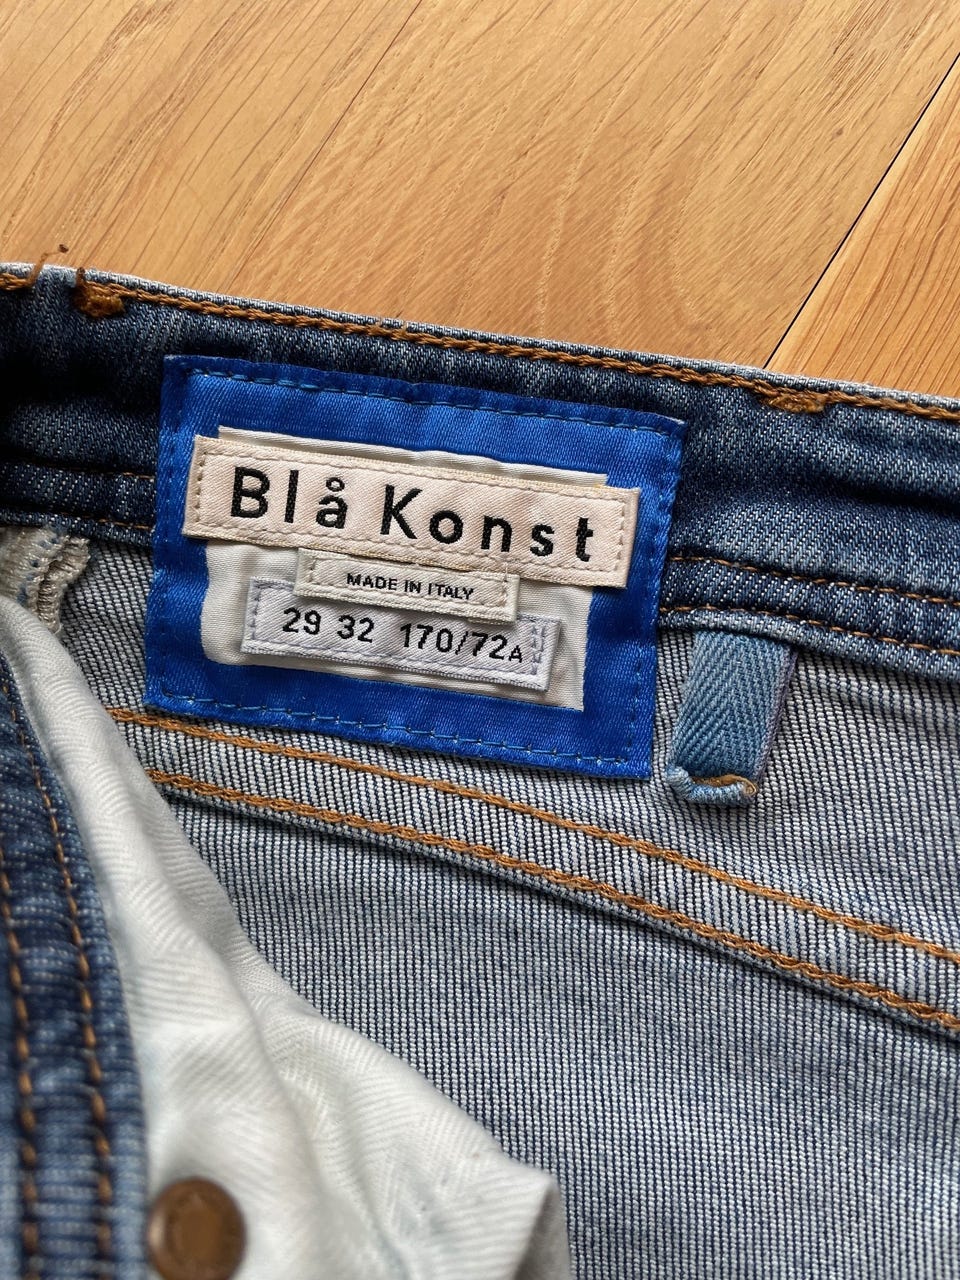 Blå Konst
MADE IN ITALY
29 32 170/72A